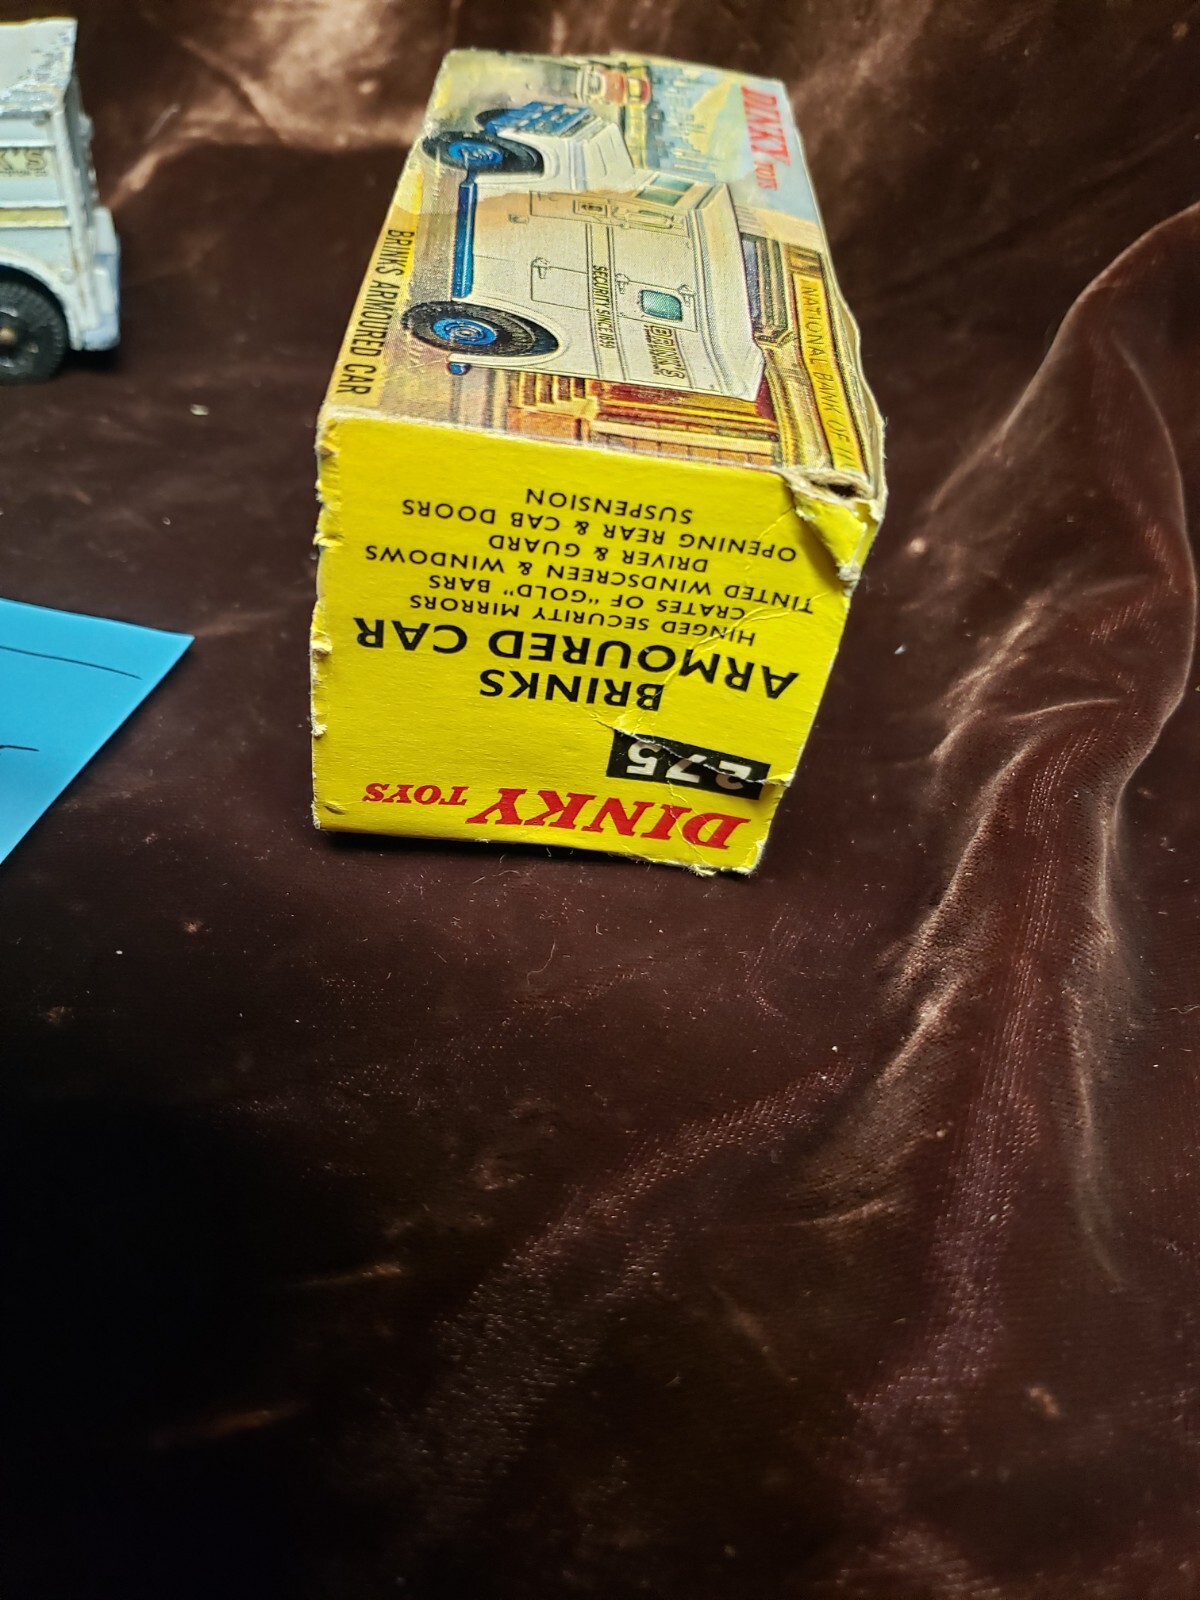 DINKY TOYS
275
BRINKS
ARMOURED CAR
HINGED SECURITY MIRRORS
CRATES OF "GOLD" BARS
TINTED WINDSCREEN & WINDOWS
DRIVER & GUARD
OPENING REAR & CAB DOORS
SUSPENSION
DINKY TOYS
NATIONAL BANK OF
BRINK'S
SECURITY SINCE 1859
BRINKS ARMOURED CAR
K'S